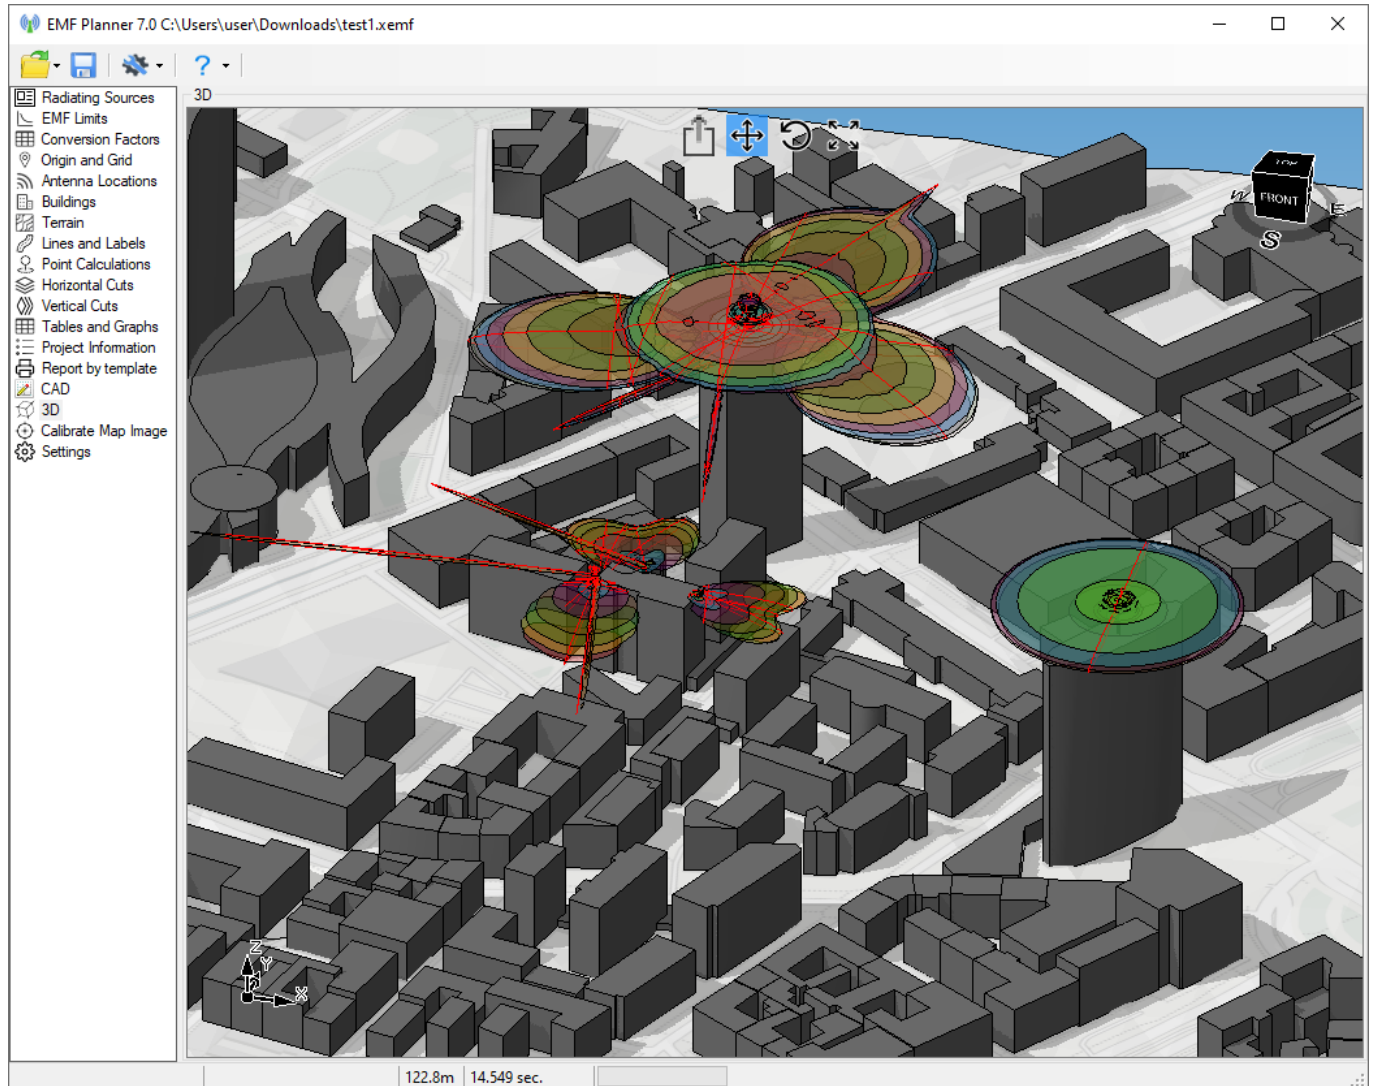 EMF Planner 7.0 C:\Users\user\Downloads\test1.xemf
?
Radiating Sources
EMF Limits
Conversion Factors
Origin and Grid
Antenna Locations
Buildings
Terrain
Lines and Labels
Point Calculations
Horizontal Cuts
Vertical Cuts
Tables and Graphs
Project Information
Report by template
CAD
3D
Calibrate Map Image
Settings
3D
TOP
W FRONT E
S
Z
Y
X
122.8m 14.549 sec.